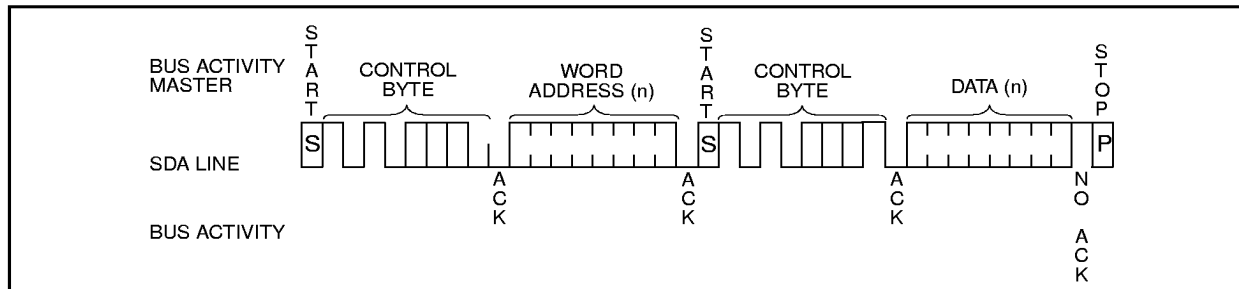 START
START
STOP
BUS ACTIVITY
MASTER
CONTROL
BYTE
WORD
ADDRESS (n)
CONTROL
BYTE
DATA (n)
S
S
P
SDA LINE
ACK
ACK
ACK
NO ACK
BUS ACTIVITY